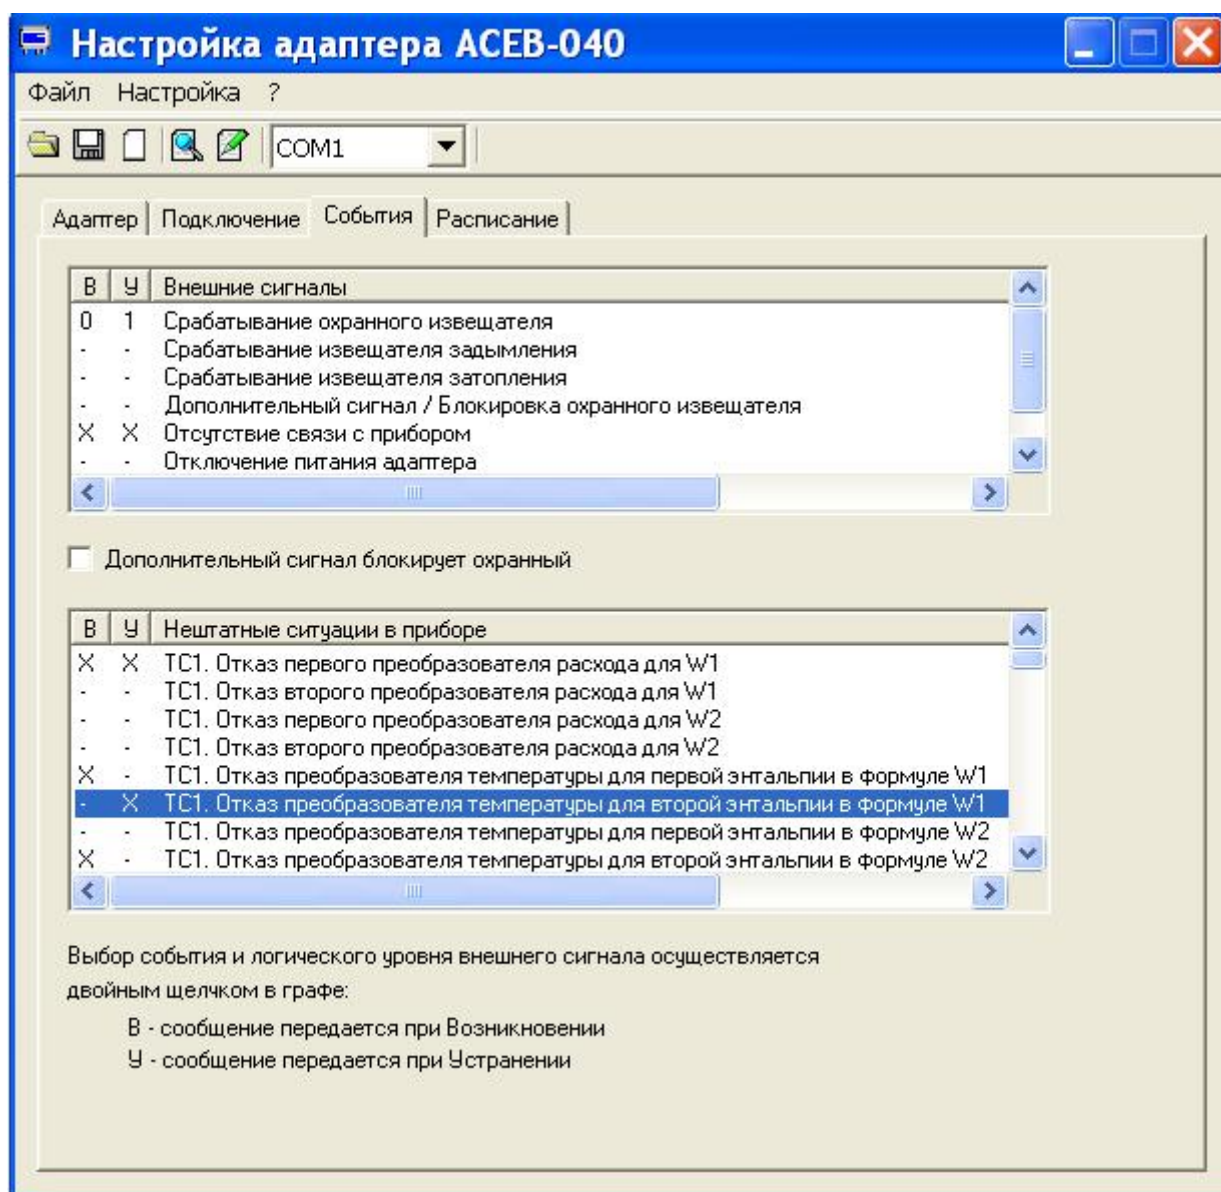 Настройка адаптера АСЕВ-040
Файл Настройка ?
COM1
Адаптер Подключение События Расписание
В У Внешние сигналы
0 1 Срабатывание охранного извещателя
- - Срабатывание извещателя задымления
- - Срабатывание извещателя затопления
- - Дополнительный сигнал / Блокировка охранного извещателя
X X Отсутствие связи с прибором
- - Отключение питания адаптера
Дополнительный сигнал блокирует охранный
В У Нештатные ситуации в приборе
X X ТС1. Отказ первого преобразователя расхода для W1
- - ТС1. Отказ второго преобразователя расхода для W1
- - ТС1. Отказ первого преобразователя расхода для W2
- - ТС1. Отказ второго преобразователя расхода для W2
X - ТС1. Отказ преобразователя температуры для первой энтальпии в формуле W1
- X ТС1. Отказ преобразователя температуры для второй энтальпии в формуле W1
- - ТС1. Отказ преобразователя температуры для первой энтальпии в формуле W2
X - ТС1. Отказ преобразователя температуры для второй энтальпии в формуле W2
Выбор события и логического уровня внешнего сигнала осуществляется
двойным щелчком в графе:
В - сообщение передается при Возникновении
У - сообщение передается при Устранении